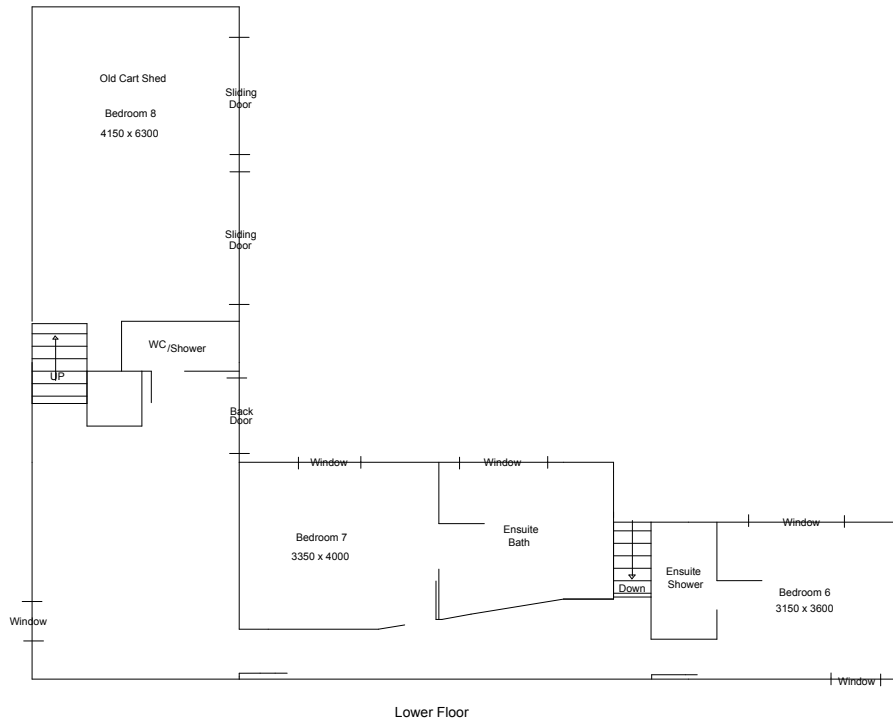 Old Cart Shed
Bedroom 8
4150 x 6300
Sliding
Door
Sliding
Door
WC/Shower
UP
Back
Door
Window
Window
Bedroom 7
3350 x 4000
Ensuite
Bath
Window
Ensuite
Shower
Down
Bedroom 6
3150 x 3600
Window
Window
Lower Floor